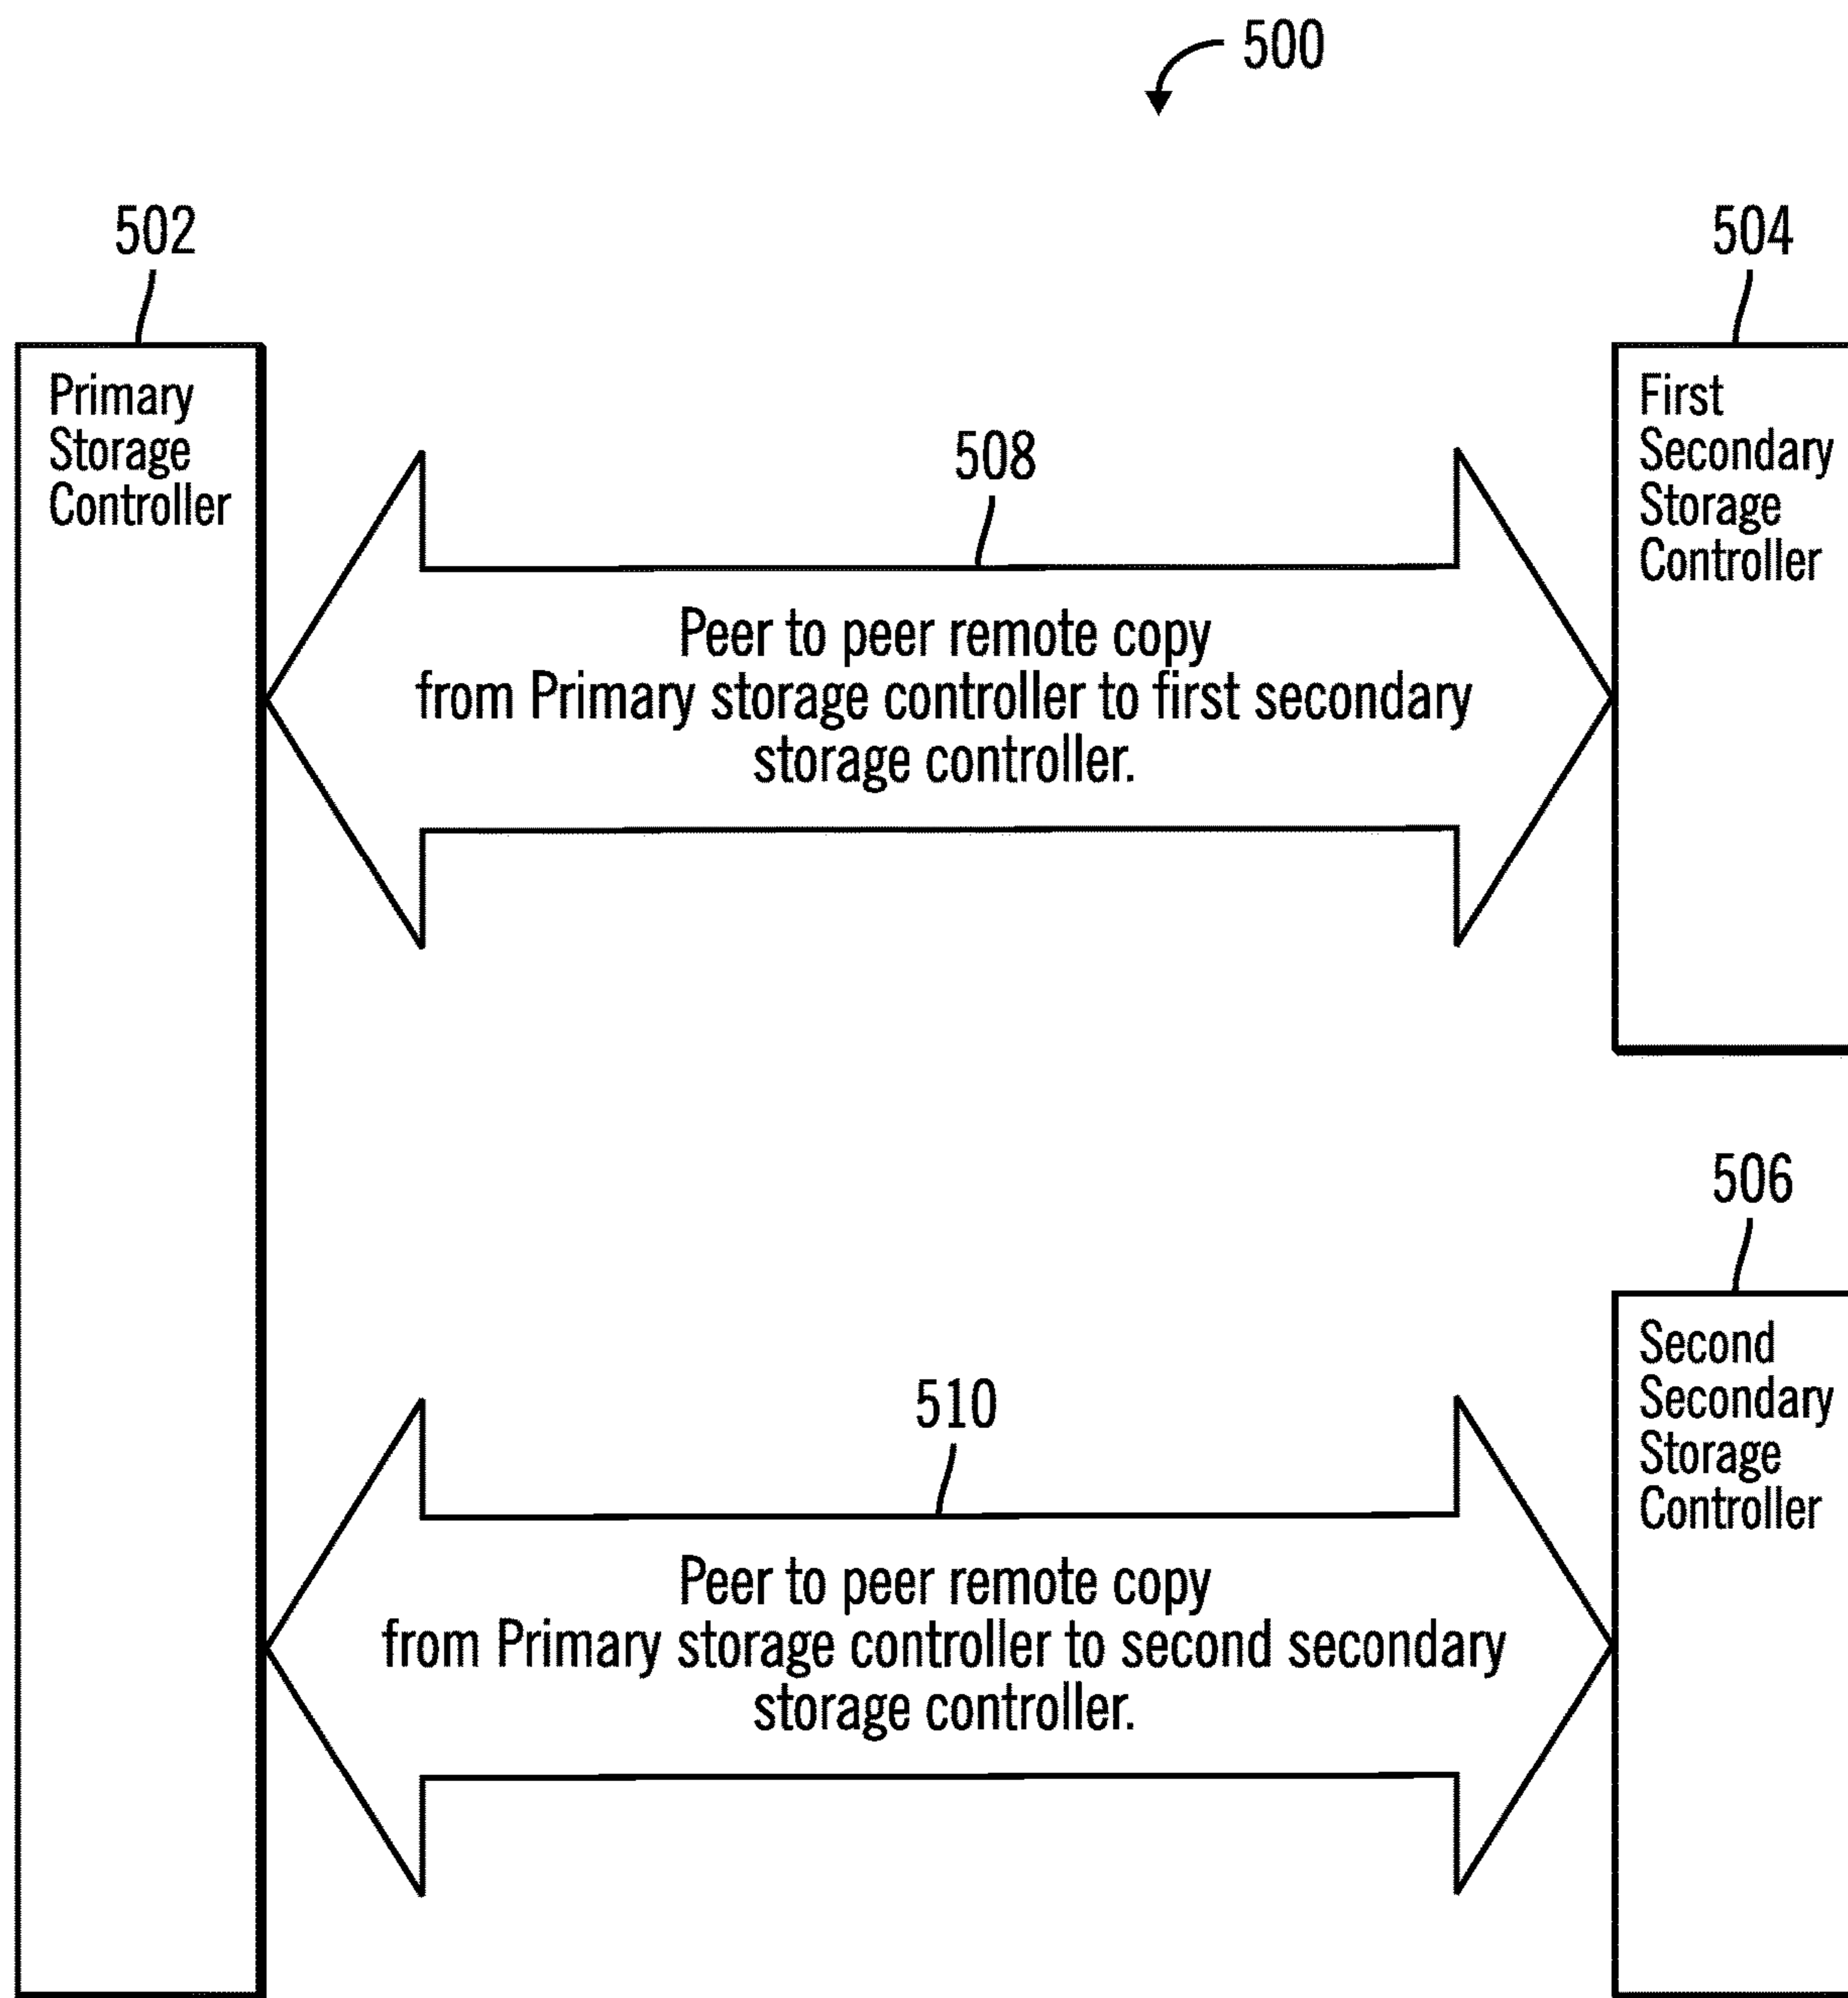 500
502
504
Primary
Storage
Controller
First
Secondary
Storage
Controller
508
Peer to peer remote copy
from Primary storage controller to first secondary
storage controller.
506
Second
Secondary
Storage
Controller
510
Peer to peer remote copy
from Primary storage controller to second secondary
storage controller.